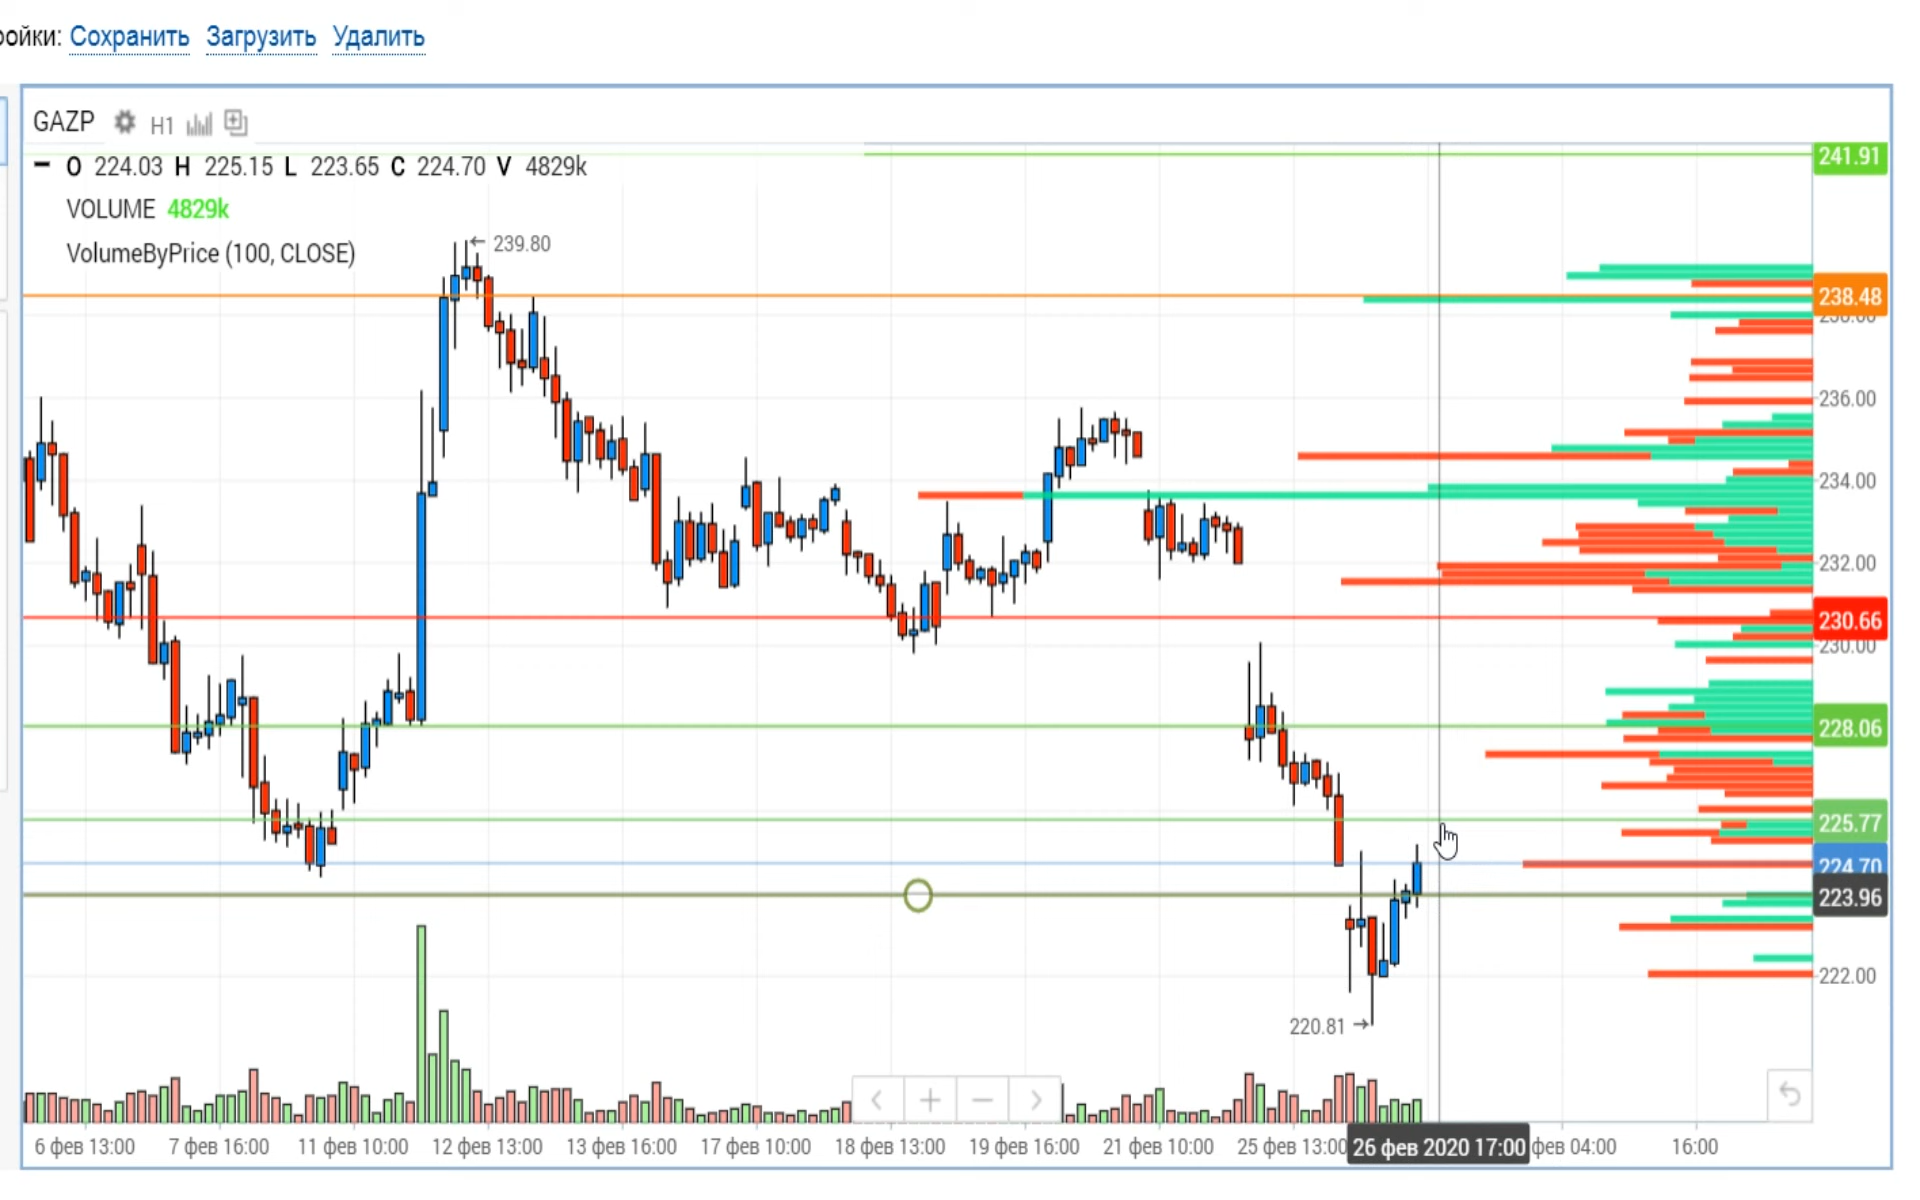 ройки: Сохранить Загрузить Удалить
GAZP H1
O 224.03 H 225.15 L 223.65 C 224.70 V 4829k
VOLUME 4829k
VolumeByPrice (100, CLOSE)
239.80
220.81
241.91
238.48
236.00
234.00
232.00
230.66
230.00
228.06
225.77
224.70
223.96
222.00
6 фев 13:00 7 фев 16:00 11 фев 10:00 12 фев 13:00 13 фев 16:00 17 фев 10:00 18 фев 13:00 19 фев 16:00 21 фев 10:00 25 фев 13:00 26 фев 2020 17:00 фев 04:00 16:00